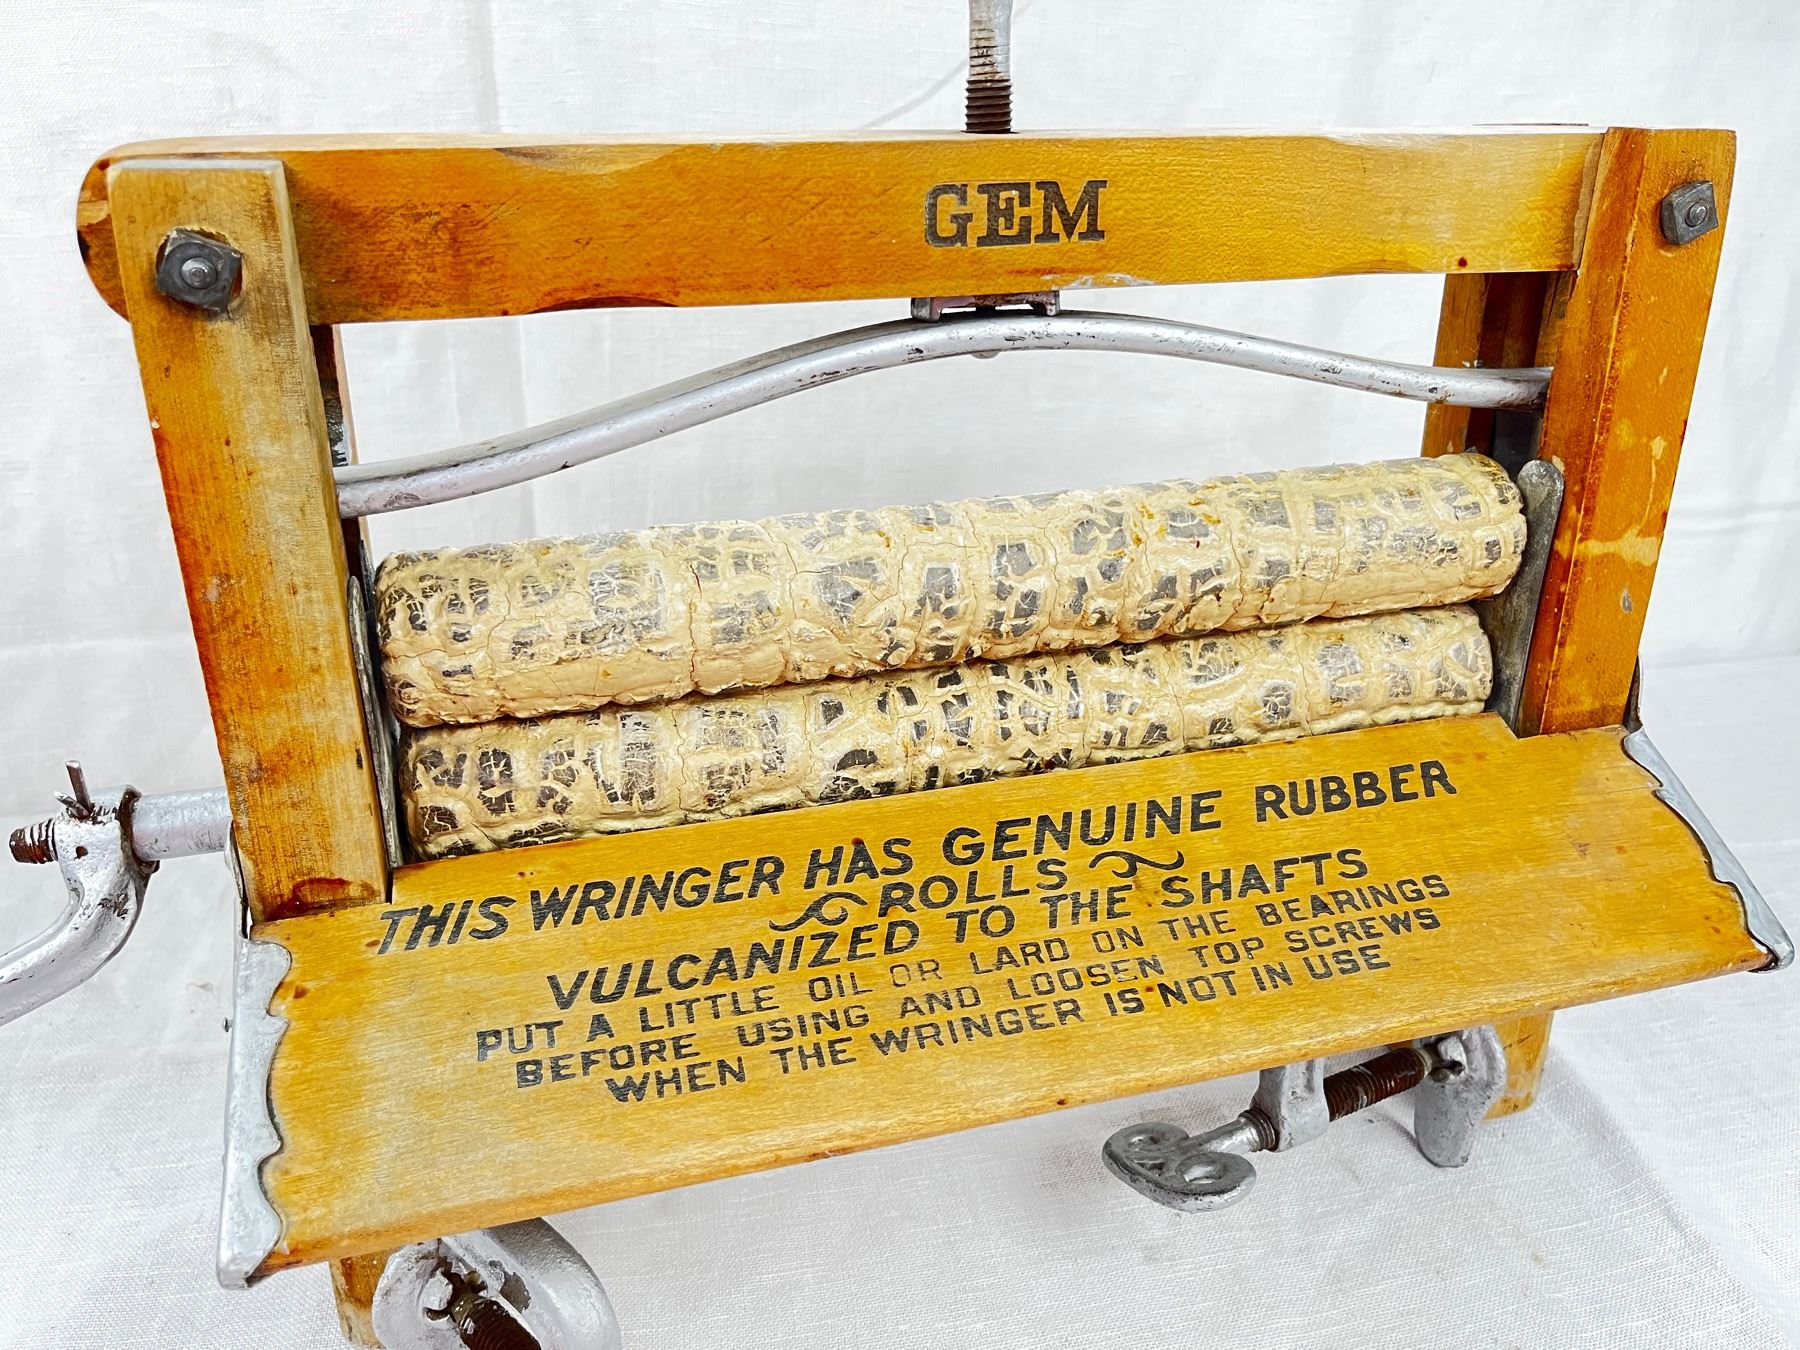 GEM
THIS WRINGER HAS GENUINE RUBBER
ROLLS
VULCANIZED TO THE SHAFTS
PUT A LITTLE OIL OR LARD ON THE BEARINGS
BEFORE USING AND LOOSEN TOP SCREWS
WHEN THE WRINGER IS NOT IN USE